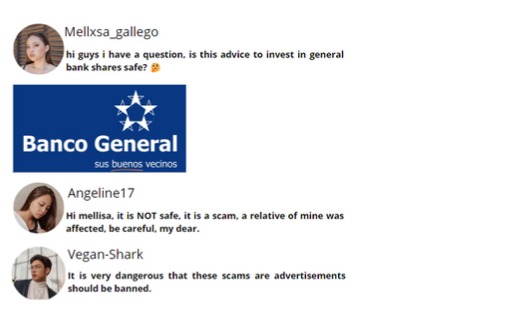 Mellxsa_gallego
hi guys i have a question, is this advice to invest in general
bank shares safe? 🤔
Banco General
sus buenos vecinos
Angeline17
Hi mellisa, it is NOT safe, it is a scam, a relative of mine was
affected, be careful, my dear.
Vegan-Shark
It is very dangerous that these scams are advertisements
should be banned.